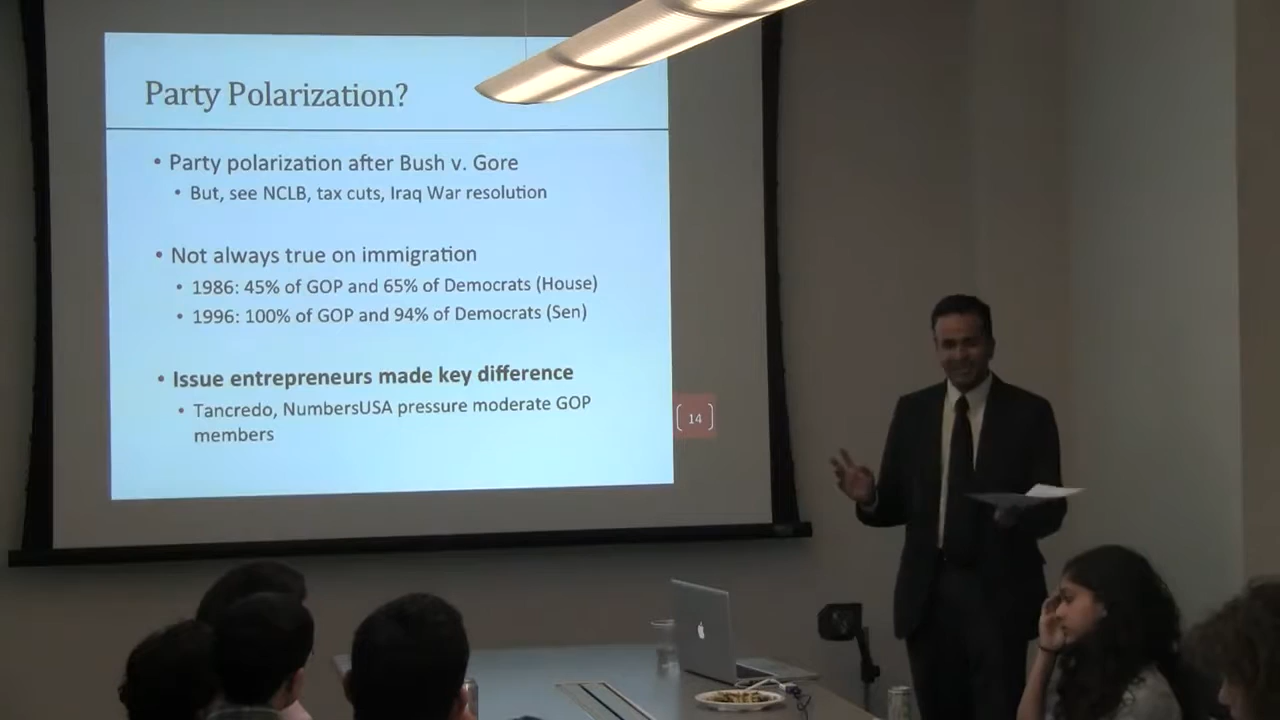 Party Polarization?
• Party polarization after Bush v. Gore
• But, see NCLB, tax cuts, Iraq War resolution
• Not always true on immigration
• 1986: 45% of GOP and 65% of Democrats (House)
• 1996: 100% of GOP and 94% of Democrats (Sen)
• Issue entrepreneurs made key difference
• Tancredo, NumbersUSA pressure moderate GOP
members
14